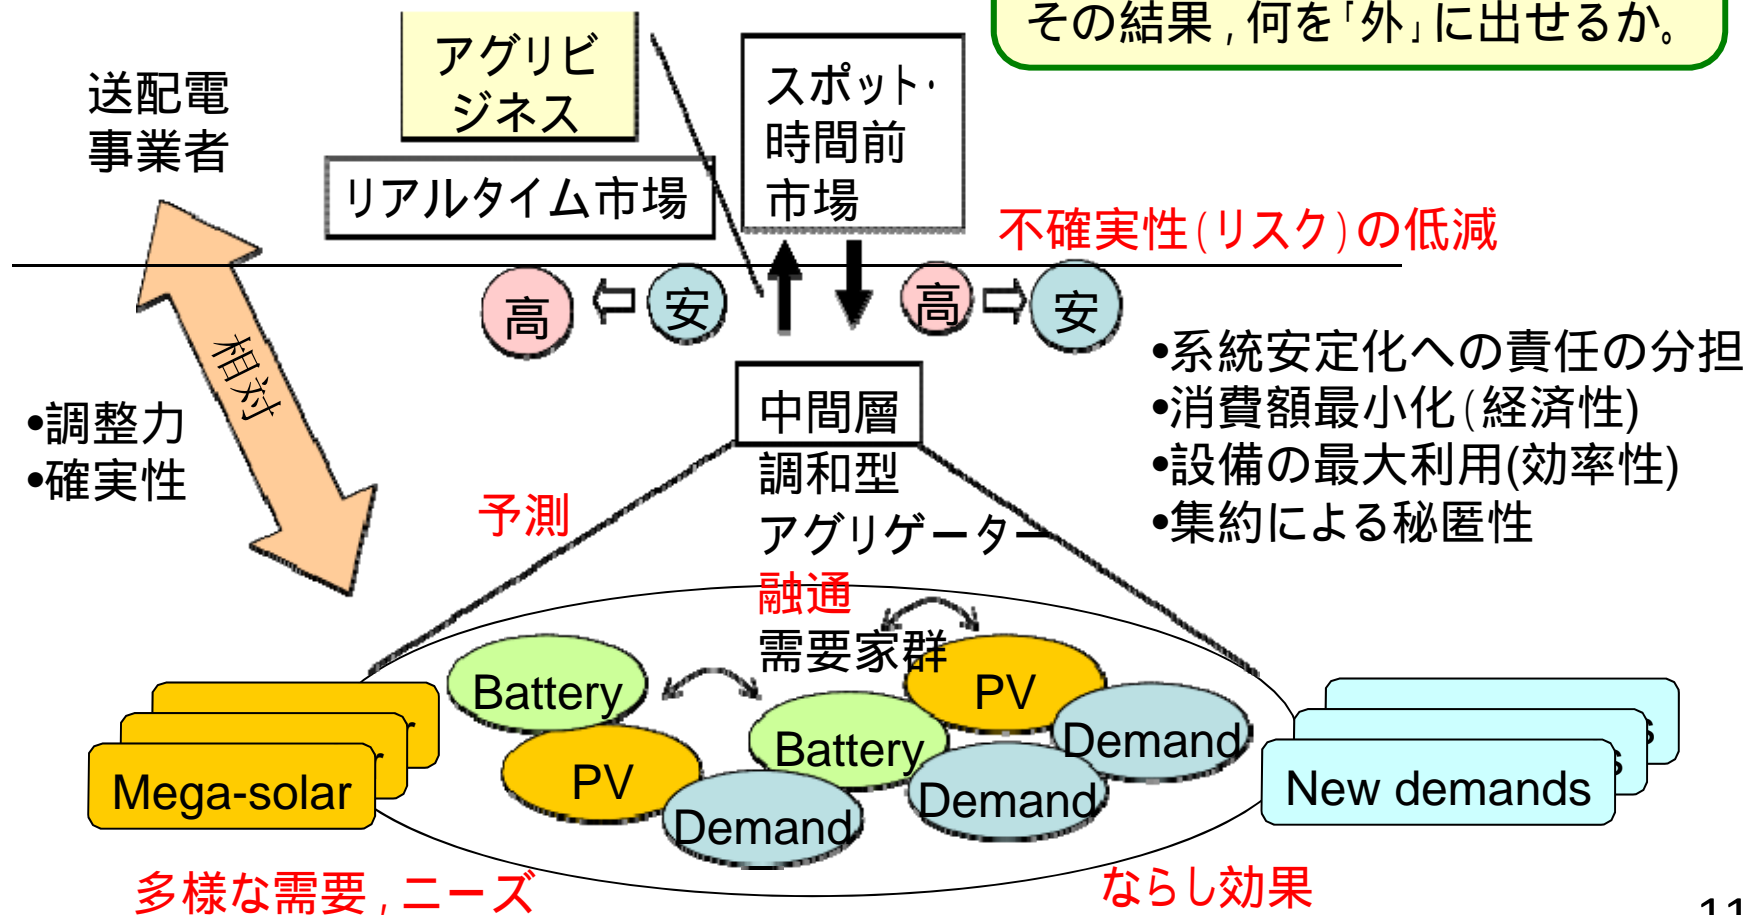 その結果,何を「外」に出せるか。
送配電
事業者
アグリビ
ジネス
スポット・
時間前
市場
リアルタイム市場
不確実性(リスク)の低減
高
安
高
安
相対
•調整力
•確実性
•系統安定化への責任の分担
•消費額最小化(経済性)
•設備の最大利用(効率性)
•集約による秘匿性
中間層
調和型
アグリゲーター
予測
融通
需要家群
Battery
PV
Demand
Battery
PV
Demand
Demand
Mega-solar
New demands
多様な需要,ニーズ
ならし効果
11